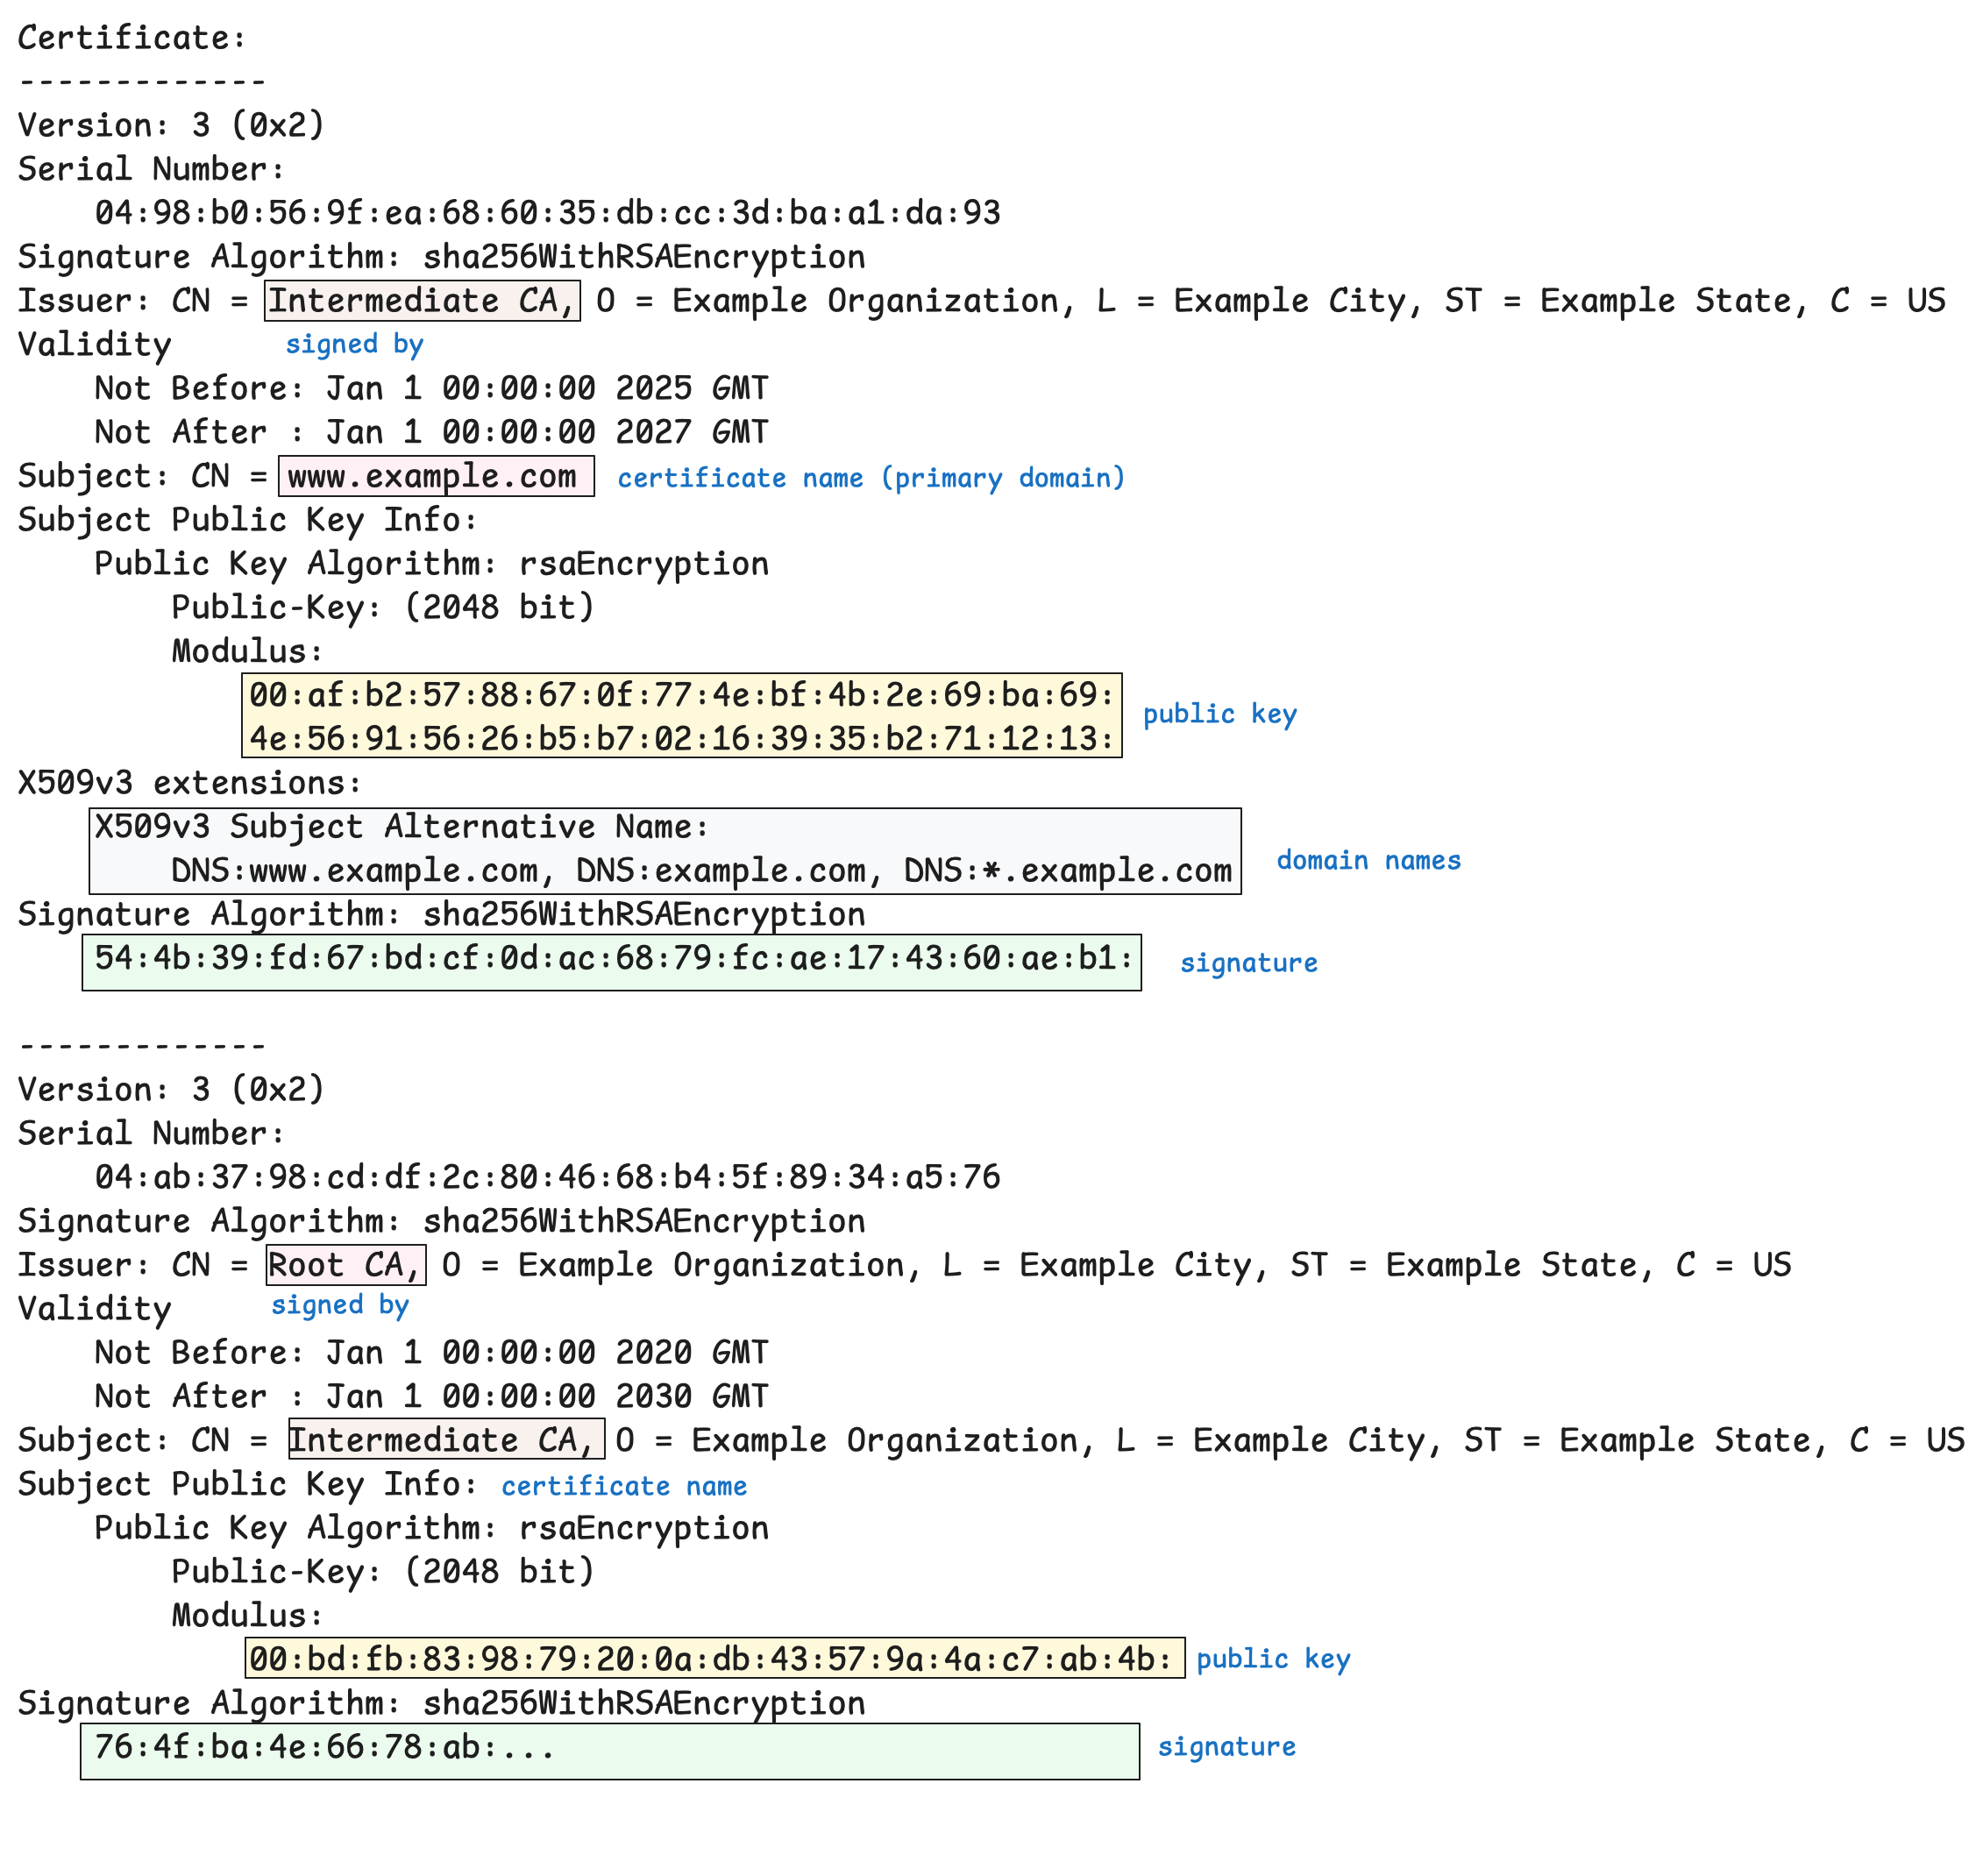 Certificate:
-------------
Version: 3 (0x2)
Serial Number:
04:98:b0:56:9f:ea:68:60:35:db:cc:3d:ba:a1:da:93
Signature Algorithm: sha256WithRSAEncryption
Issuer: CN = Intermediate CA, O = Example Organization, L = Example City, ST = Example State, C = US
Validity signed by
Not Before: Jan 1 00:00:00 2025 GMT
Not After : Jan 1 00:00:00 2027 GMT
Subject: CN = www.example.com certificate name (primary domain)
Subject Public Key Info:
Public Key Algorithm: rsaEncryption
Public-Key: (2048 bit)
Modulus:
00:af:b2:57:88:67:0f:77:4e:bf:4b:2e:69:ba:69:
public key
4e:56:91:56:26:b5:b7:02:16:39:35:b2:71:12:13:
X509v3 extensions:
X509v3 Subject Alternative Name:
DNS:www.example.com, DNS:example.com, DNS:*.example.com domain names
Signature Algorithm: sha256WithRSAEncryption
54:4b:39:fd:67:bd:cf:0d:ac:68:79:fc:ae:17:43:60:ae:b1: signature
-------------
Version: 3 (0x2)
Serial Number:
04:ab:37:98:cd:df:2c:80:46:68:b4:5f:89:34:a5:76
Signature Algorithm: sha256WithRSAEncryption
Issuer: CN = Root CA, O = Example Organization, L = Example City, ST = Example State, C = US
Validity signed by
Not Before: Jan 1 00:00:00 2020 GMT
Not After : Jan 1 00:00:00 2030 GMT
Subject: CN = Intermediate CA, O = Example Organization, L = Example City, ST = Example State, C = US
Subject Public Key Info: certificate name
Public Key Algorithm: rsaEncryption
Public-Key: (2048 bit)
Modulus:
00:bd:fb:83:98:79:20:0a:db:43:57:9a:4a:c7:ab:4b: public key
Signature Algorithm: sha256WithRSAEncryption
76:4f:ba:4e:66:78:ab:... signature